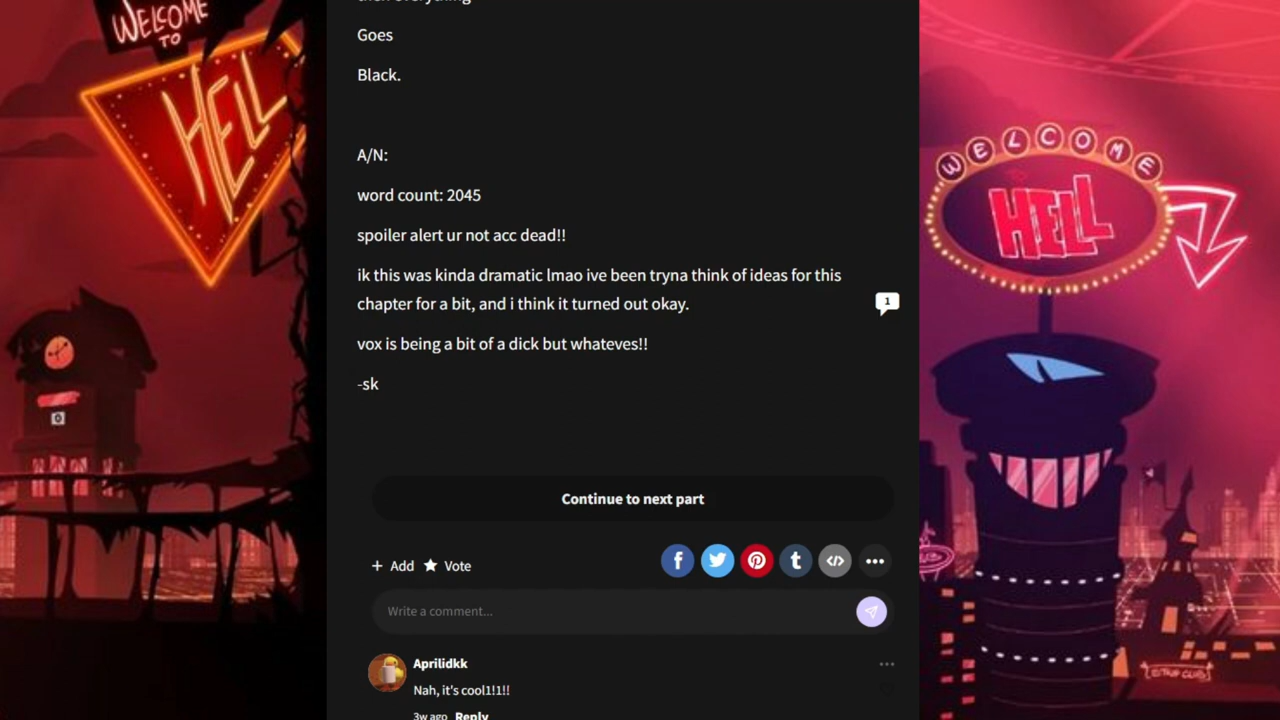 WELCOME
TO
HELL
Goes
Black.
A/N:
word count: 2045
spoiler alert ur not acc dead!!
ik this was kinda dramatic lmao ive been tryna think of ideas for this
chapter for a bit, and i think it turned out okay.
1
vox is being a bit of a dick but whateves!!
-sk
Continue to next part
+ Add ★ Vote
Write a comment...
Aprilidkk
Nah, it's cool1!1!!
3w ago Reply
WELCOME
TO
HELL